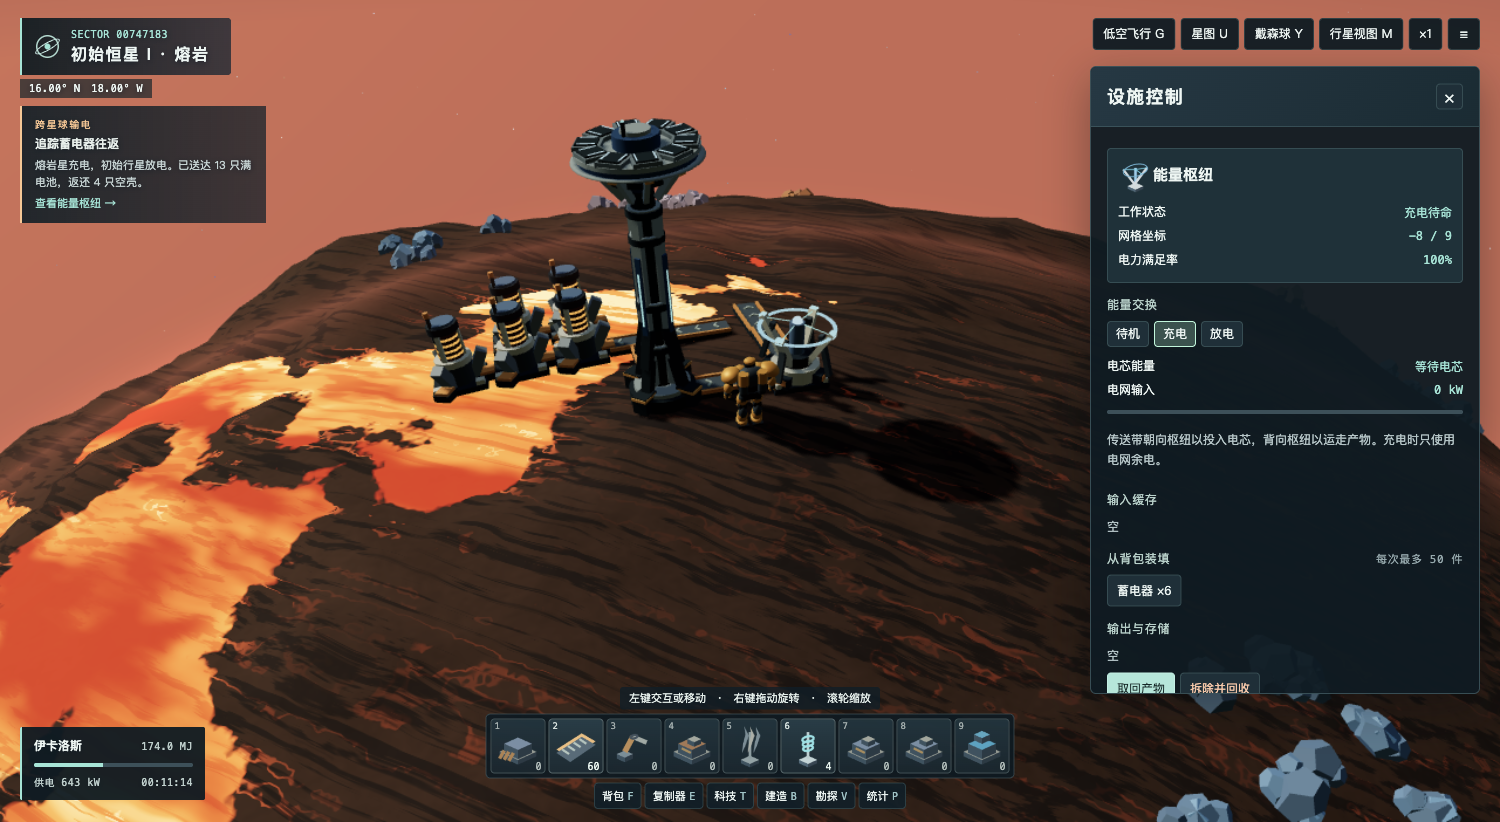 SECTOR 00747183
初始恒星 I · 熔岩
16.00° N 18.00° W
跨星球输电
追踪蓄电器往返
熔岩星充电，初始行星放电。已送达 13 只满
电池，返还 4 只空壳。
查看能量枢纽 →
低空飞行 G
星图 U
戴森球 Y
行星视图 M
×1
≡
设施控制
×
能量枢纽
工作状态 充电待命
网格坐标 −8 / 9
电力满足率 100%
能量交换
待机 充电 放电
电芯能量 等待电芯
电网输入 0 kW
传送带朝向枢纽以投入电芯，背向枢纽以运走产物。充电时只使用
电网余电。
输入缓存
空
从背包装填 每次最多 50 件
蓄电器 ×6
输出与存储
空
取回产物 拆除并回收
左键交互或移动 · 右键拖动旋转 · 滚轮缩放
1 2 3 4 5 6 7 8 9
0 60 0 0 0 4 0 0 0
背包 F 复制器 E 科技 T 建造 B 勘探 V 统计 P
伊卡洛斯 174.0 MJ
供电 643 kW 00:11:14